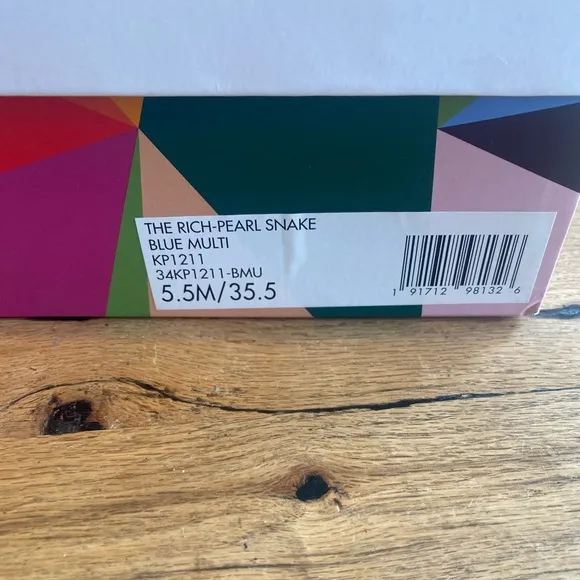 THE RICH-PEARL SNAKE
BLUE MULTI
KP1211
34KP1211-BMU
5.5M/35.5
1 91712 98132 6